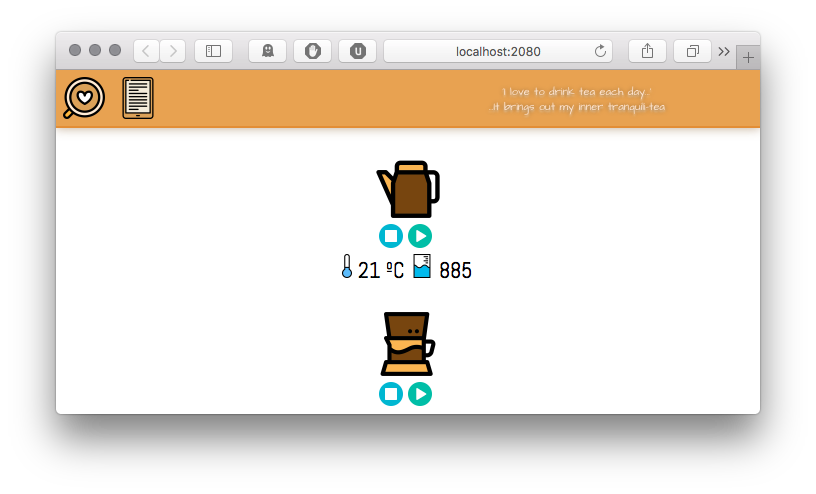 localhost:2080
'I love to drink tea each day..'
..it brings out my inner tranquili-tea
21 ºC 885